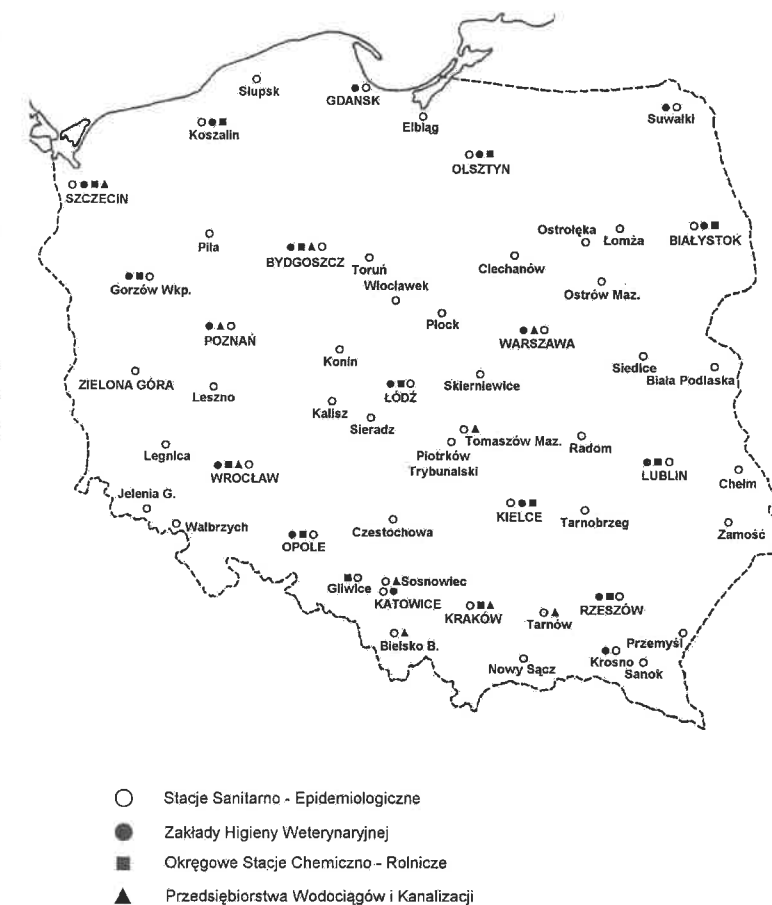 Słupsk
GDAŃSK
Elbląg
Suwałki
Koszalin
OLSZTYN
SZCZECIN
Piła
BYDGOSZCZ
Toruń
Włocławek
Ciechanów
Ostrołęka
Łomża
BIAŁYSTOK
Gorzów Wkp.
Ostrów Maz.
Płock
POZNAŃ
WARSZAWA
Konin
Siedlce
Biała Podlaska
ZIELONA GÓRA
Leszno
ŁÓDŹ
Skierniewice
Kalisz
Sieradz
Tomaszów Maz.
Piotrków
Trybunalski
Radom
Legnica
WROCŁAW
LUBLIN
Chełm
Jelenia G.
Wałbrzych
OPOLE
Częstochowa
KIELCE
Tarnobrzeg
Zamość
Gliwice
Sosnowiec
KATOWICE
KRAKÓW
Tarnów
RZESZÓW
Bielsko B.
Nowy Sącz
Krosno
Sanok
Przemyśl
Stacje Sanitarno - Epidemiologiczne
Zakłady Higieny Weterynaryjnej
Okręgowe Stacje Chemiczno - Rolnicze
Przedsiębiorstwa Wodociągów i Kanalizacji